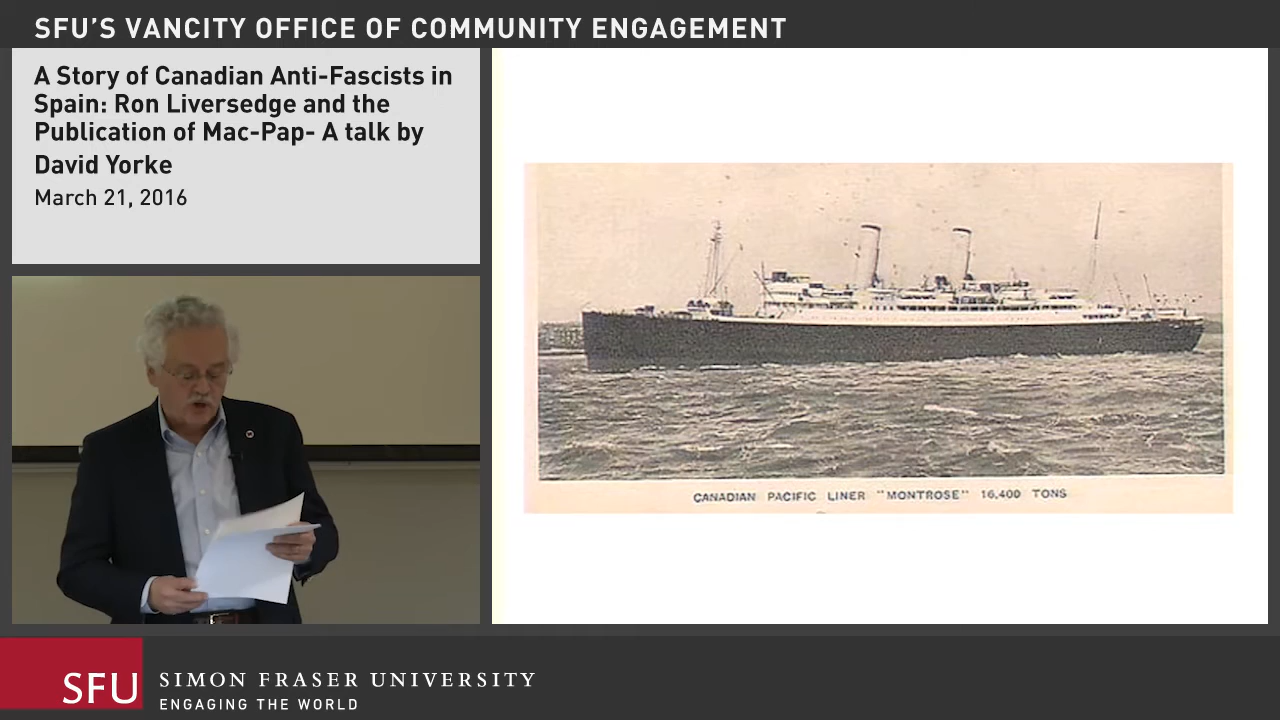 SFU'S VANCITY OFFICE OF COMMUNITY ENGAGEMENT
A Story of Canadian Anti-Fascists in
Spain: Ron Liversedge and the
Publication of Mac-Pap- A talk by
David Yorke
March 21, 2016
CANADIAN PACIFIC LINER "MONTROSE" 16,400 TONS
SFU
SIMON FRASER UNIVERSITY
ENGAGING THE WORLD